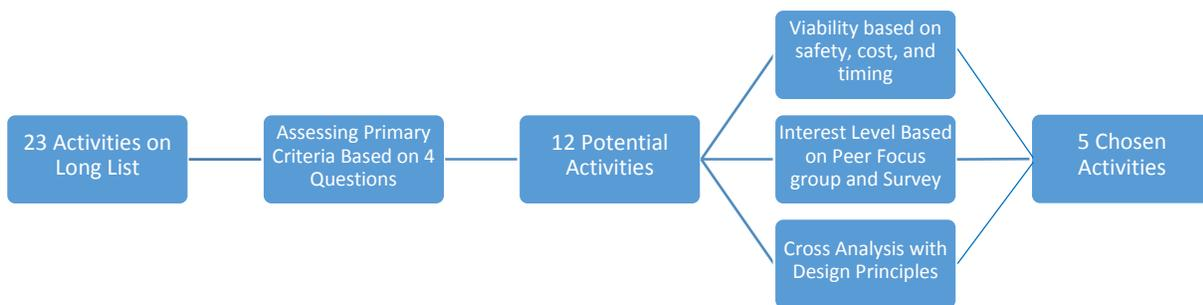 23 Activities on
Long List
Assessing Primary
Criteria Based on 4
Questions
12 Potential
Activities
Viability based on
safety, cost, and
timing
Interest Level Based
on Peer Focus
group and Survey
Cross Analysis with
Design Principles
5 Chosen
Activities